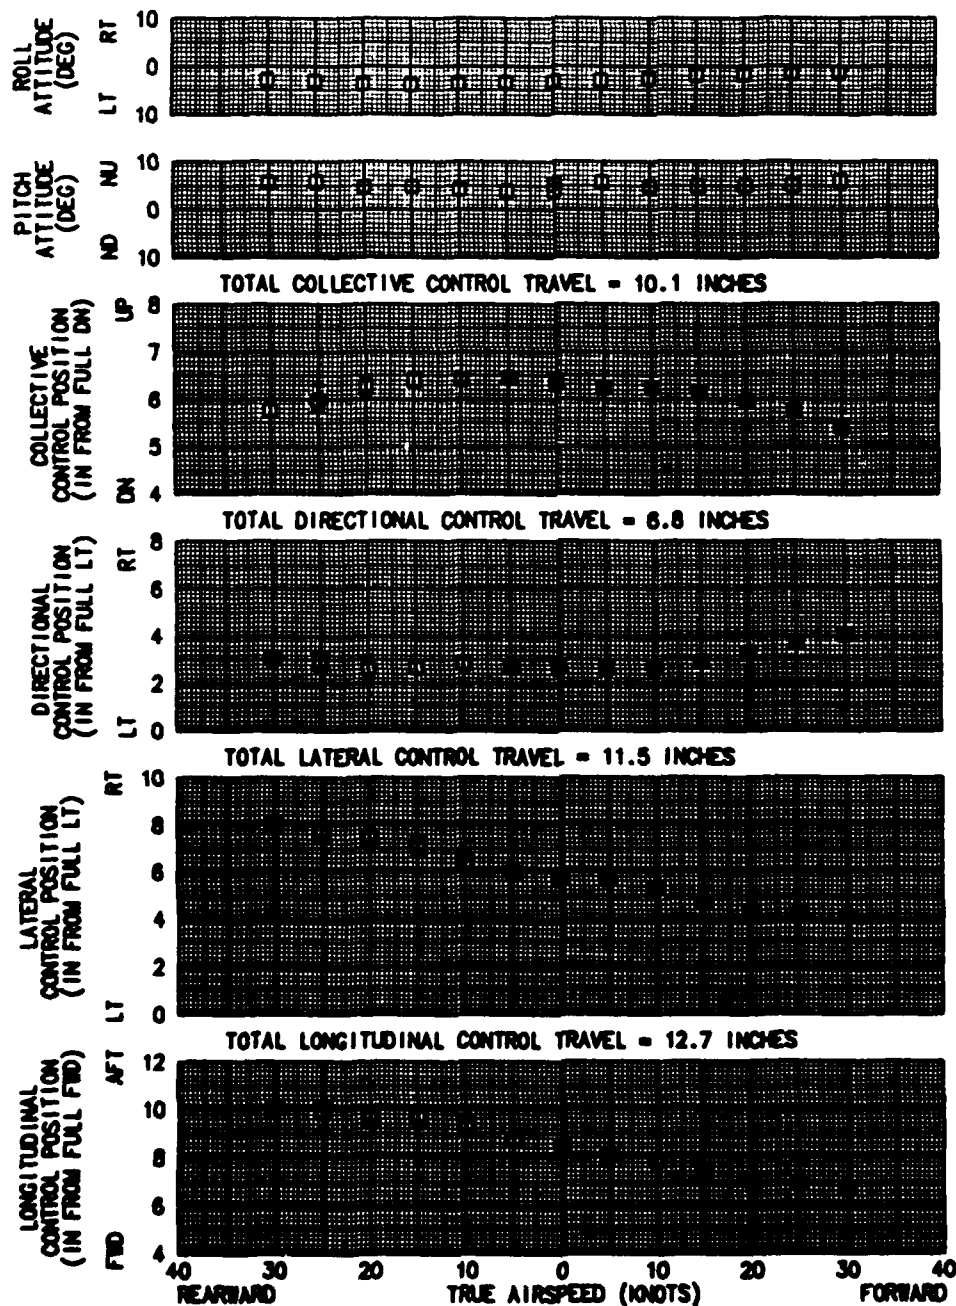 ROLL
ATTITUDE
(DEG)
LT RT
10
0
10
PITCH
ATTITUDE
(DEG)
ND NU
10
0
10
TOTAL COLLECTIVE CONTROL TRAVEL = 10.1 INCHES
COLLECTIVE
CONTROL POSITION
(IN FROM FULL DN)
DN UP
8
7
6
5
4
TOTAL DIRECTIONAL CONTROL TRAVEL = 6.8 INCHES
DIRECTIONAL
CONTROL POSITION
(IN FROM FULL LT)
LT RT
8
6
4
2
0
TOTAL LATERAL CONTROL TRAVEL = 11.5 INCHES
LATERAL
CONTROL POSITION
(IN FROM FULL LT)
LT RT
10
8
6
4
2
0
TOTAL LONGITUDINAL CONTROL TRAVEL = 12.7 INCHES
LONGITUDINAL
CONTROL POSITION
(IN FROM FULL FWD)
FWD AFT
12
10
8
6
4
40 30 20 10 0 10 20 30 40
REARWARD TRUE AIRSPEED (KNOTS) FORWARD